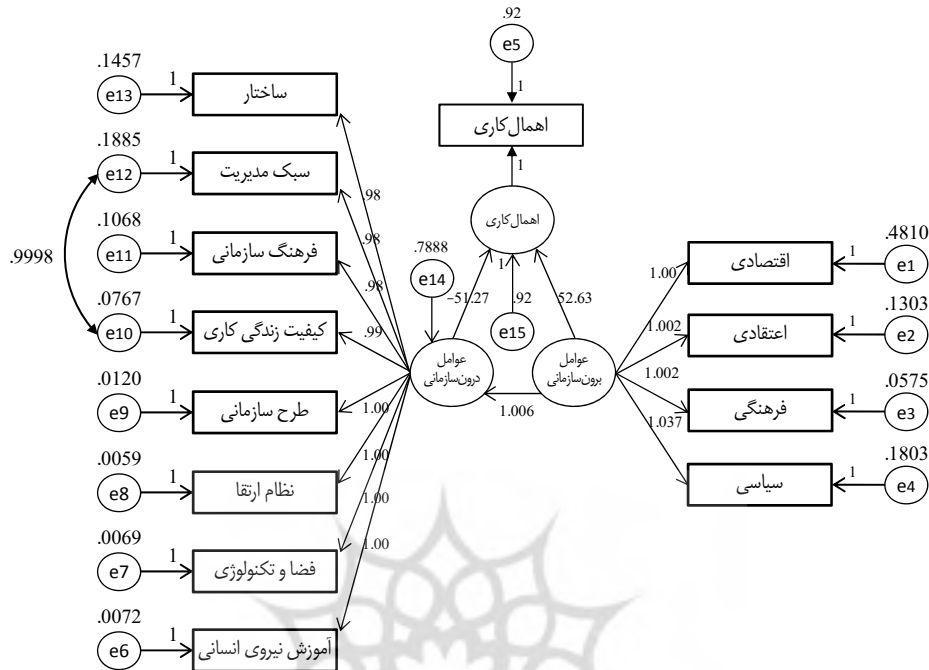 .92
e5
1
اهمال‌کاری
1
اهمال‌کاری
.1457
e13
1
ساختار
.98
.1885
e12
1
سبک مدیریت
.98
.1068
e11
1
فرهنگ سازمانی
.98
.9998
.0767
e10
1
کیفیت زندگی کاری
.99
.0120
e9
1
طرح سازمانی
1.00
.0059
e8
1
نظام ارتقا
1.00
.0069
e7
1
فضا و تکنولوژی
1.00
.0072
e6
1
آموزش نیروی انسانی
1.00
.7888
e14
-51.27
1
.92
e15
52.63
عوامل
درون‌سازمانی
عوامل
برون‌سازمانی
1.006
.4810
e1
1
اقتصادی
1.00
.1303
e2
1
اعتقادی
1.002
.0575
e3
1
فرهنگی
1.002
.1803
e4
1
سیاسی
1.037